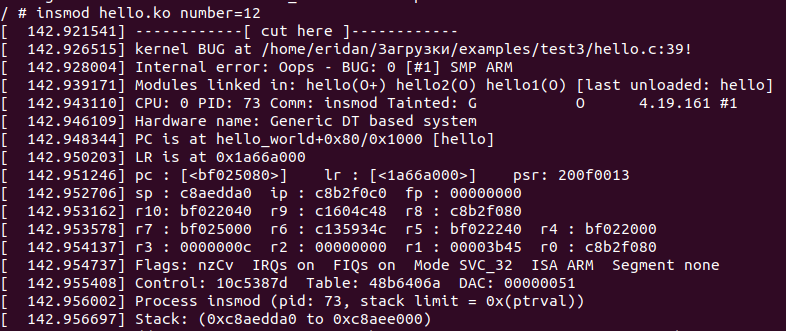 / # insmod hello.ko number=12
[  142.921541] ------------[ cut here ]------------
[  142.926515] kernel BUG at /home/eridan/Загрузки/examples/test3/hello.c:39!
[  142.928004] Internal error: Oops - BUG: 0 [#1] SMP ARM
[  142.939171] Modules linked in: hello(O+) hello2(O) hello1(O) [last unloaded: hello]
[  142.943110] CPU: 0 PID: 73 Comm: insmod Tainted: G           O      4.19.161 #1
[  142.946109] Hardware name: Generic DT based system
[  142.948344] PC is at hello_world+0x80/0x1000 [hello]
[  142.950203] LR is at 0x1a66a000
[  142.951246] pc : [<bf025080>]    lr : [<1a66a000>]    psr: 200f0013
[  142.952706] sp : c8aedda0  ip : c8b2f0c0  fp : 00000000
[  142.953162] r10: bf022040  r9 : c1604c48  r8 : c8b2f080
[  142.953578] r7 : bf025000  r6 : c135934c  r5 : bf022240  r4 : bf022000
[  142.954137] r3 : 0000000c  r2 : 00000000  r1 : 00003b45  r0 : c8b2f080
[  142.954737] Flags: nzCv  IRQs on  FIQs on  Mode SVC_32  ISA ARM  Segment none
[  142.955408] Control: 10c5387d  Table: 48b6406a  DAC: 00000051
[  142.956002] Process insmod (pid: 73, stack limit = 0x(ptrval))
[  142.956697] Stack: (0xc8aedda0 to 0xc8aee000)